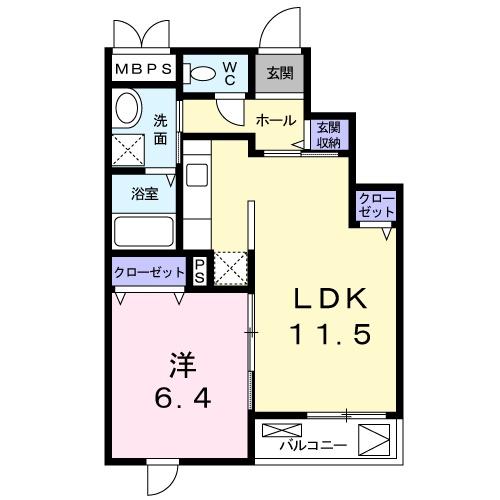 MBPS
WC
玄関
ホール
洗面
玄関収納
浴室
クローゼット
クローゼット
PS
LDK
11.5
洋
6.4
バルコニー